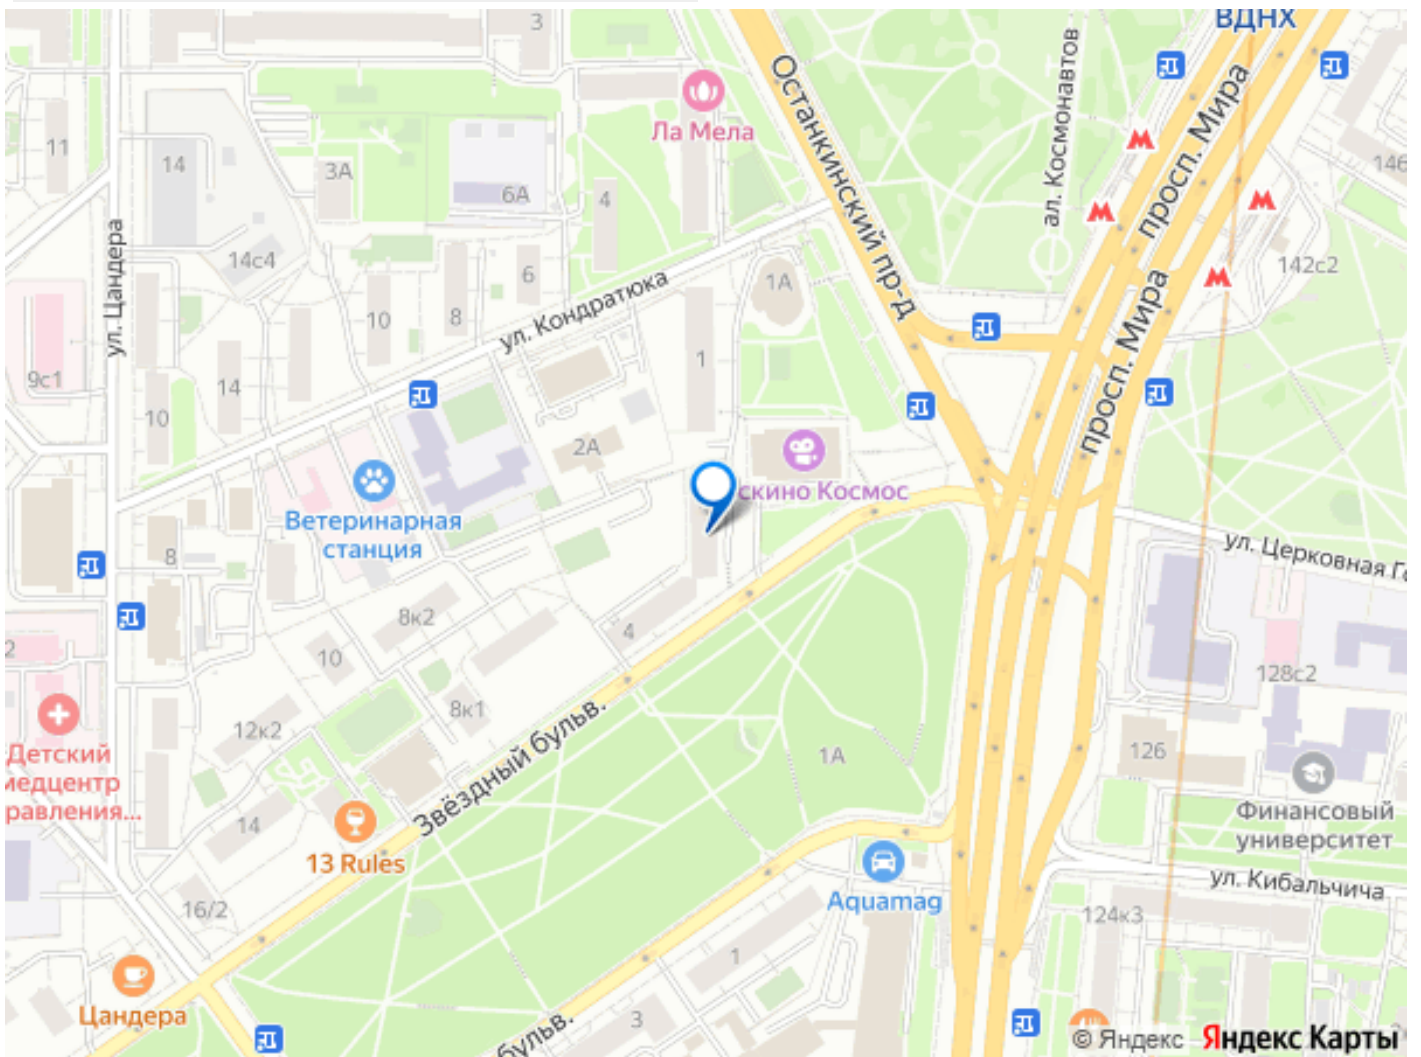 ВДНХ
3
ал. Космонавтов
Останкинский пр-д
просп. Мира
Ла Мела
11
14
3А
6А
4
146
ул. Цандера
14с4
6
1А
142с2
10
8
ул. Кондратюка
просп. Мира
9с1
14
1
10
2А
скино Космос
Ветеринарная
станция
8
ул. Церковная Го
8к2
4
2
10
128с2
8к1
12к2
Звёздный бульв.
1А
126
Детский
медцентр
равления...
14
13 Rules
Финансовый
университет
Aquamag
ул. Кибальчича
16/2
124к3
1
Цандера
3
бульв.
© Яндекс Яндекс Карты